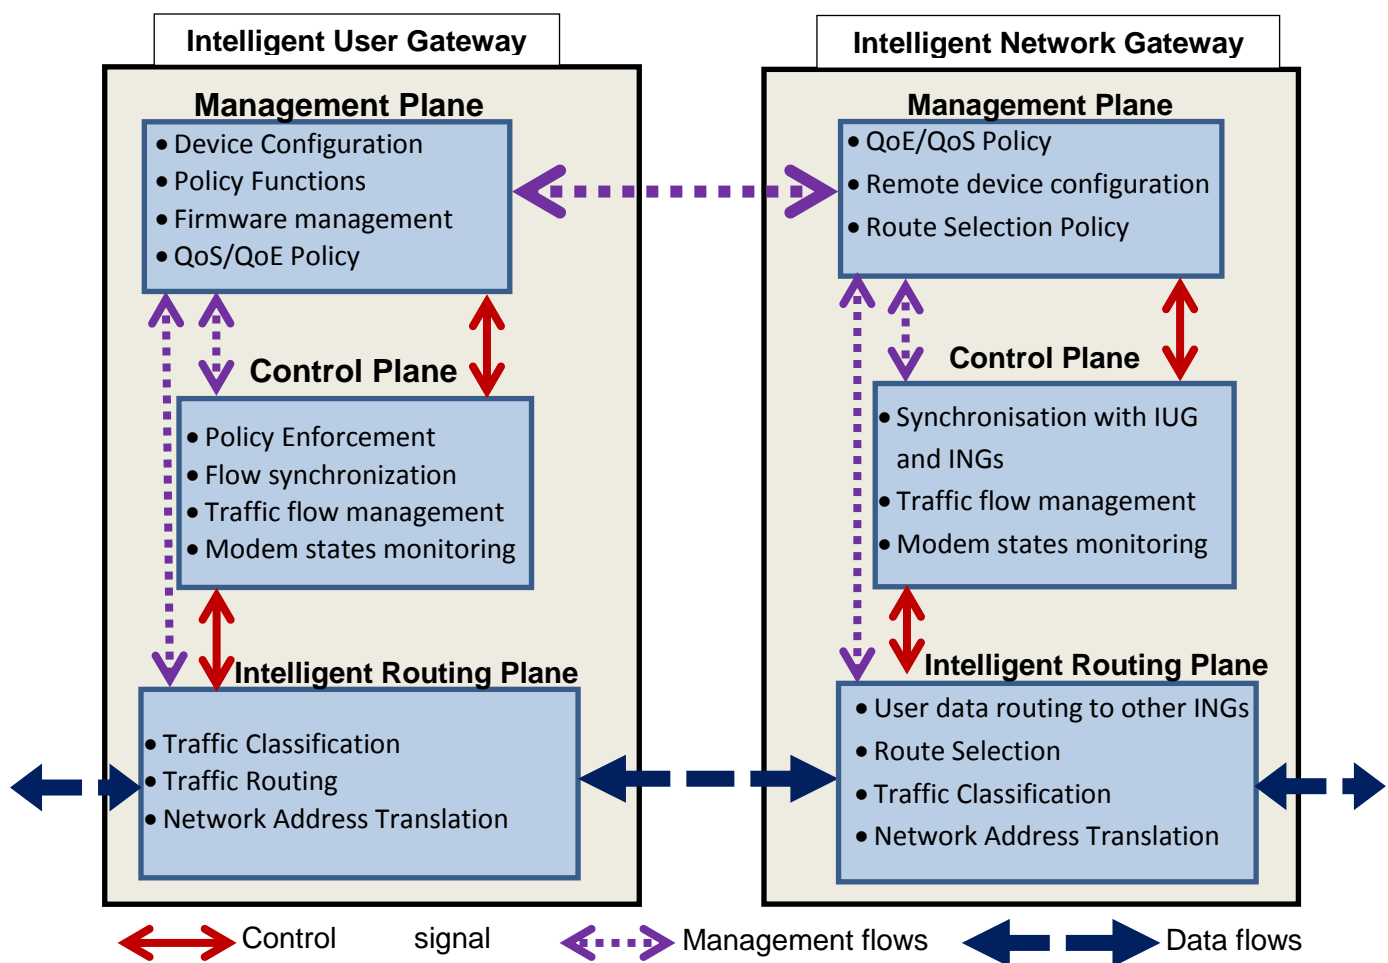 Intelligent User Gateway
Management Plane
• Device Configuration
• Policy Functions
• Firmware management
• QoS/QoE Policy
Control Plane
• Policy Enforcement
• Flow synchronization
• Traffic flow management
• Modem states monitoring
Intelligent Routing Plane
• Traffic Classification
• Traffic Routing
• Network Address Translation
Intelligent Network Gateway
Management Plane
• QoE/QoS Policy
• Remote device configuration
• Route Selection Policy
Control Plane
• Synchronisation with IUG
and INGs
• Traffic flow management
• Modem states monitoring
Intelligent Routing Plane
• User data routing to other INGs
• Route Selection
• Traffic Classification
• Network Address Translation
Control signal
Management flows
Data flows